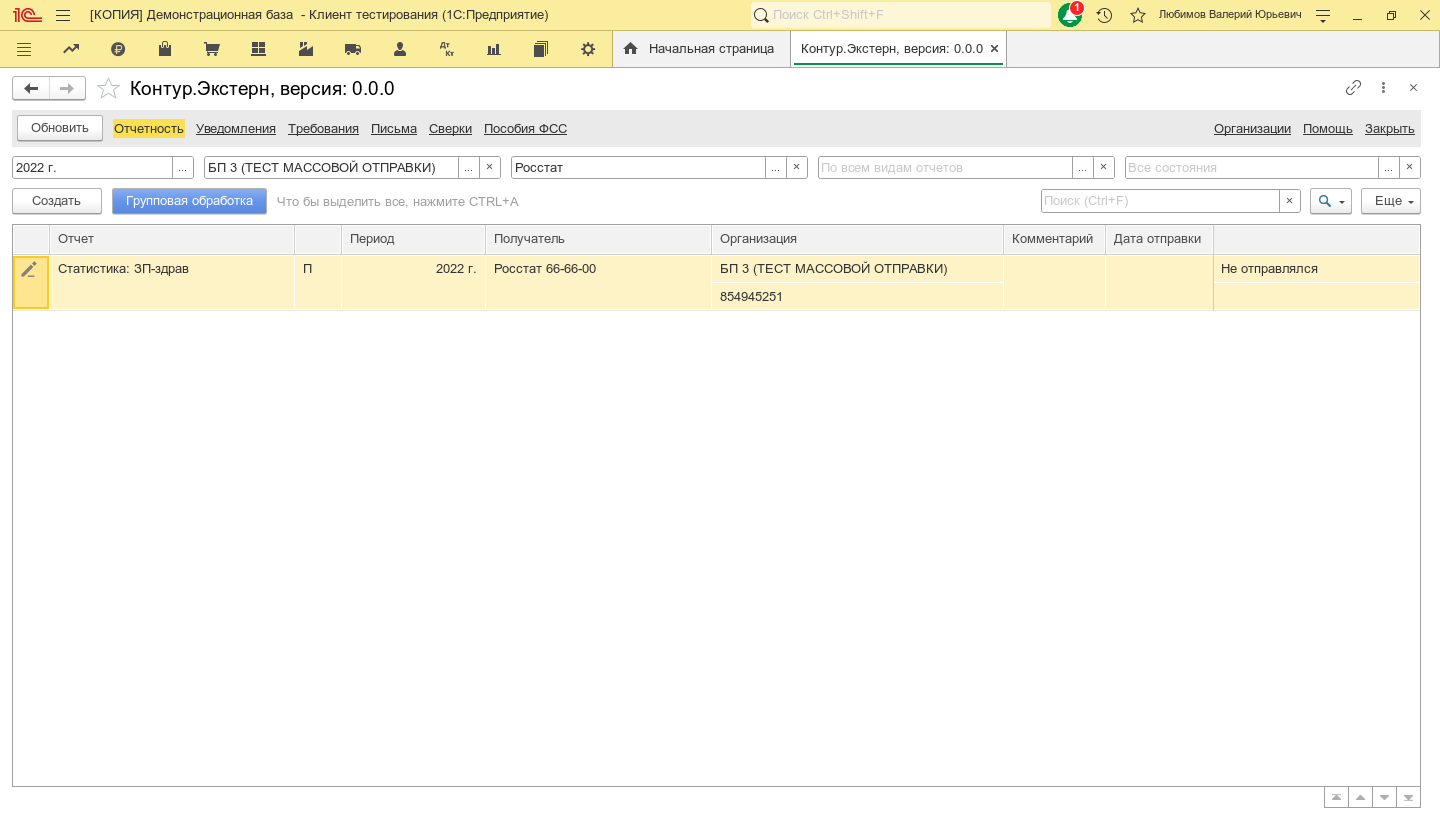 [КОПИЯ] Демонстрационная база - Клиент тестирования (1С:Предприятие)
Поиск Ctrl+Shift+F
1
Любимов Валерий Юрьевич
Дт Кт
Начальная страница
Контур.Экстерн, версия: 0.0.0
Контур.Экстерн, версия: 0.0.0
Обновить Отчетность Уведомления Требования Письма Сверки Пособия ФСС Организации Помощь Закрыть
2022 г. ... БП 3 (ТЕСТ МАССОВОЙ ОТПРАВКИ) ... × Росстат ... × По всем видам отчетов ... × Все состояния ... ×
Создать Групповая обработка Что бы выделить все, нажмите CTRL+A Поиск (Ctrl+F) × Еще
Отчет Период Получатель Организация Комментарий Дата отправки
Статистика: ЗП-здрав П 2022 г. Росстат 66-66-00 БП 3 (ТЕСТ МАССОВОЙ ОТПРАВКИ) Не отправлялся
854945251